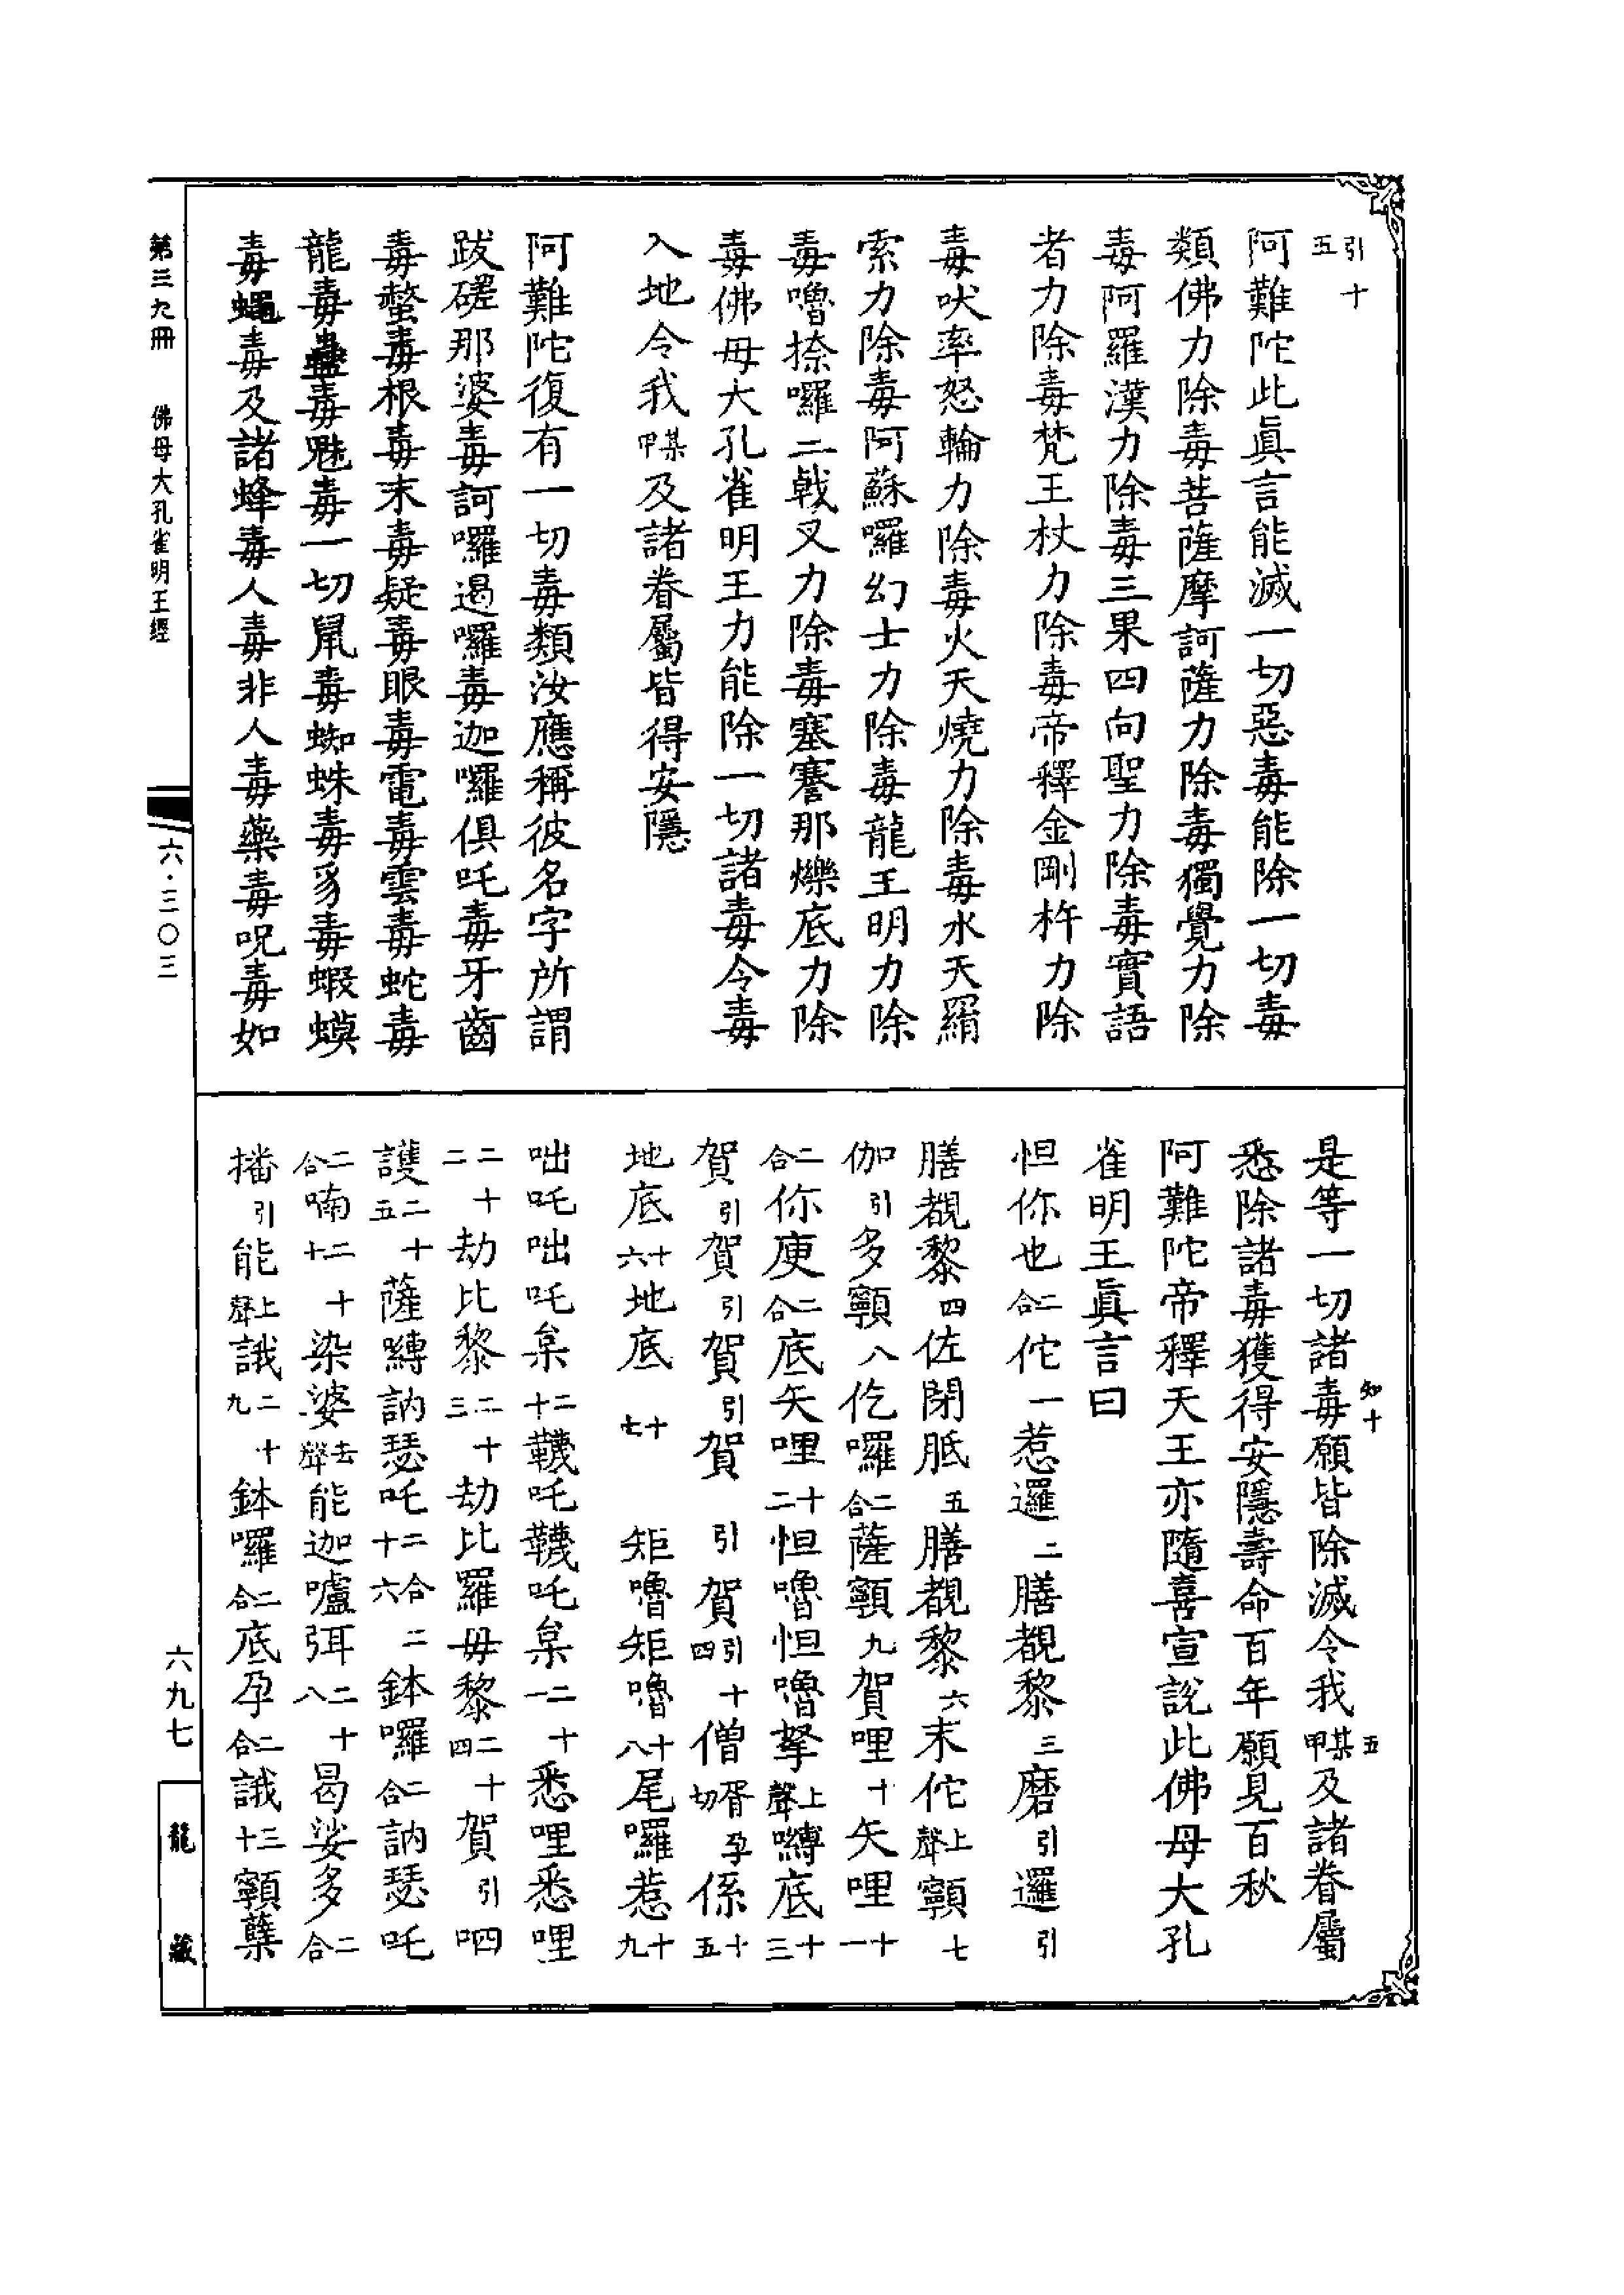 引十五
阿難陀此眞言能滅一切惡毒能除一切毒
類佛力除毒菩薩摩訶薩力除毒獨覺力除
毒阿羅漢力除毒三果四向聖力除毒實語
者力除毒梵王杖力除毒帝釋金剛杵力除
毒吠率怒輪力除毒火天燒力除毒水天羂
索力除毒阿蘇囉幻士力除毒龍王明力除
毒嚕捺囉二戟叉力除毒塞騫那爍底力除
毒佛母大孔雀明王力能除一切諸毒令毒
入地令我某甲及諸眷屬皆得安隱
阿難陀復有一切毒類汝應稱彼名字所謂
跋磋那婆毒訶囉遏囉毒迦囉俱吒毒牙齒
毒螫毒根毒末毒疑毒眼毒電毒雲毒蛇毒
龍毒蠱毒魅毒一切鼠毒蜘蛛毒豸毒蝦蟆
毒蠅毒及諸蜂毒人毒非人毒藥毒呪毒如
知十
五
是等一切諸毒願皆除滅令我某甲及諸眷屬
悉除諸毒獲得安隱壽命百年願見百秋
阿難陀帝釋天王亦隨喜宣說此佛母大孔
雀明王眞言曰
怛你也二合佗一惹邏二膳覩黎三磨引邏引
膳覩黎四佐閉胝五膳覩黎六末佗上聲顐七
伽引多顐八仡囉二合薩顐九賀哩十矢哩十一
二合你庾二合底矢哩十二怛嚕怛嚕拏上聲嚩底十三
賀引賀引賀引賀引賀引十四僧胥孕切係十五
地底十六地底十七矩嚕矩嚕十八尾囉惹十九
咄吒咄吒枲二十韈吒韈吒枲二十一悉哩悉哩
二十二劫比黎二十三劫比羅母黎二十四賀引呬
護二十五薩嚩訥瑟吒二合二十六鉢囉二合訥瑟吒
二合喃二十七染婆去聲能迦嚧弭二十八曷娑多二合
播引能上聲誐二十九鉢囉二合底孕二合誐三十顐蘖
第三九冊　佛母大孔雀明王經
六·三〇三
六九七
龍藏